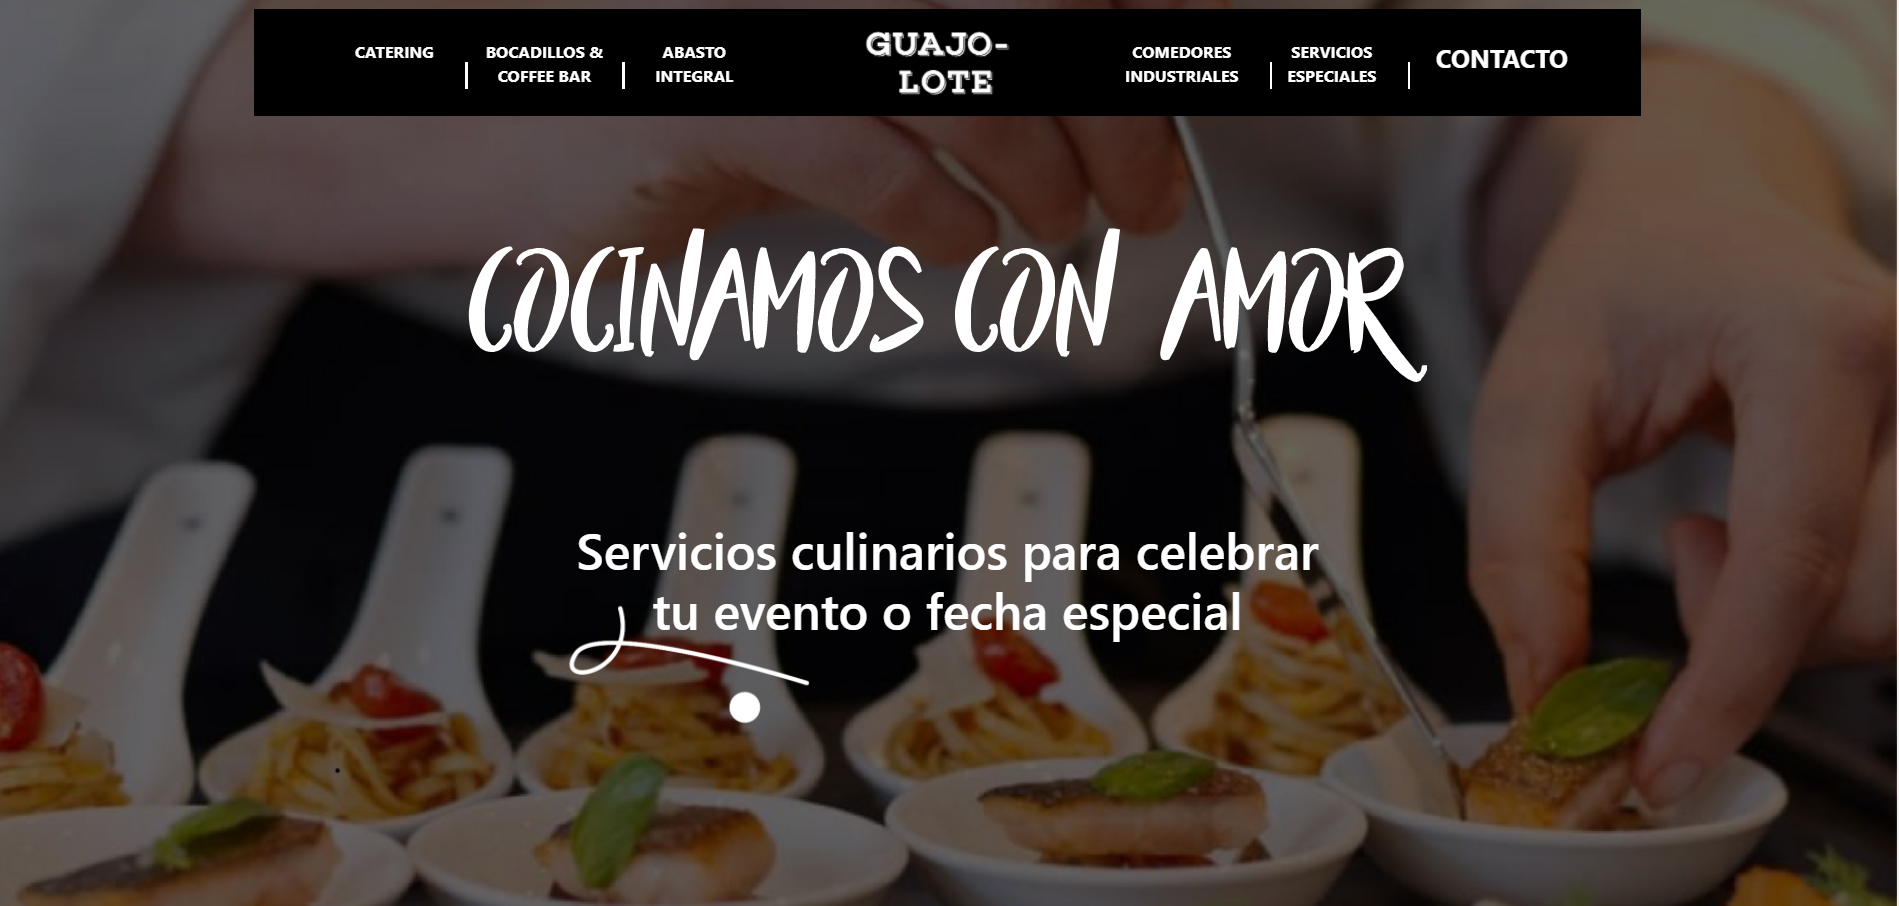 CATERING
BOCADILLOS &
COFFEE BAR
ABASTO
INTEGRAL
GUAJO-
LOTE
COMEDORES
INDUSTRIALES
SERVICIOS
ESPECIALES
CONTACTO
COCINAMOS CON AMOR
Servicios culinarios para celebrar
tu evento o fecha especial